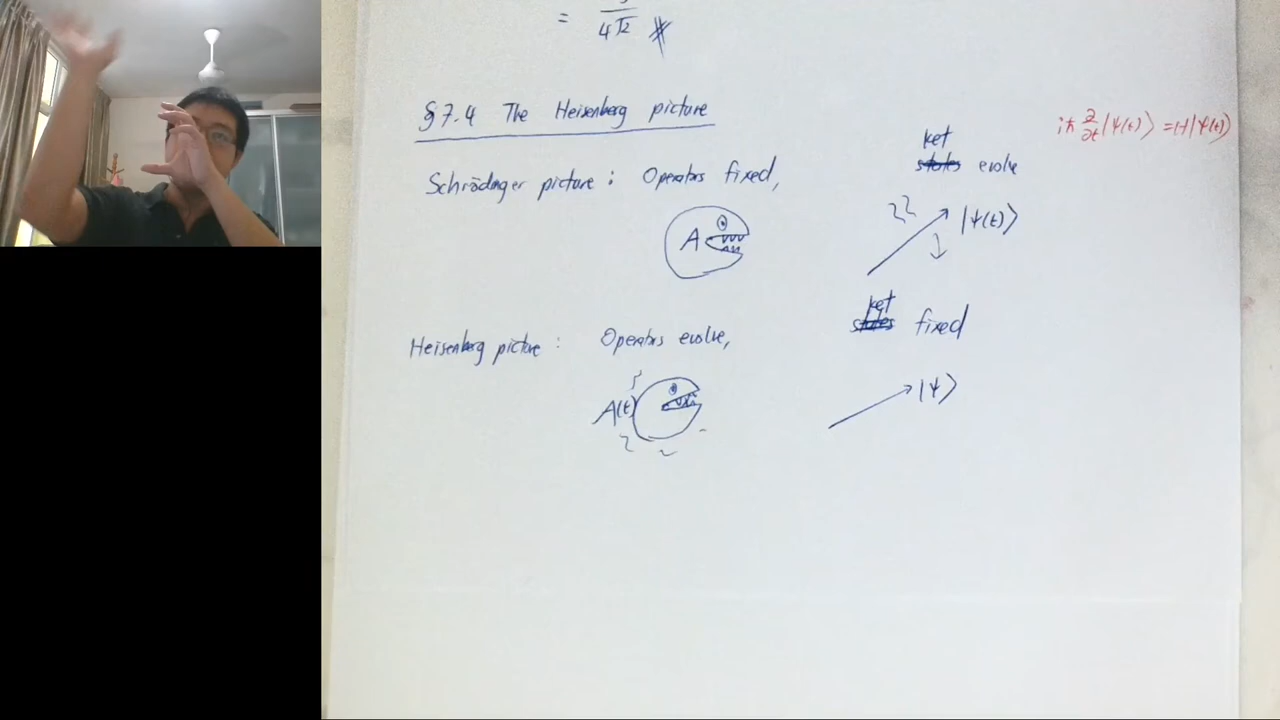 = 4√2
§7.4 The Heisenberg picture
iℏ ∂/∂t |Ψ(t)⟩ = H|Ψ(t)⟩
ket
Schrödinger picture : Operators fixed, states evolve
A
|Ψ(t)⟩
ket
Heisenberg picture : Operators evolve, states fixed
A(t)
|Ψ⟩